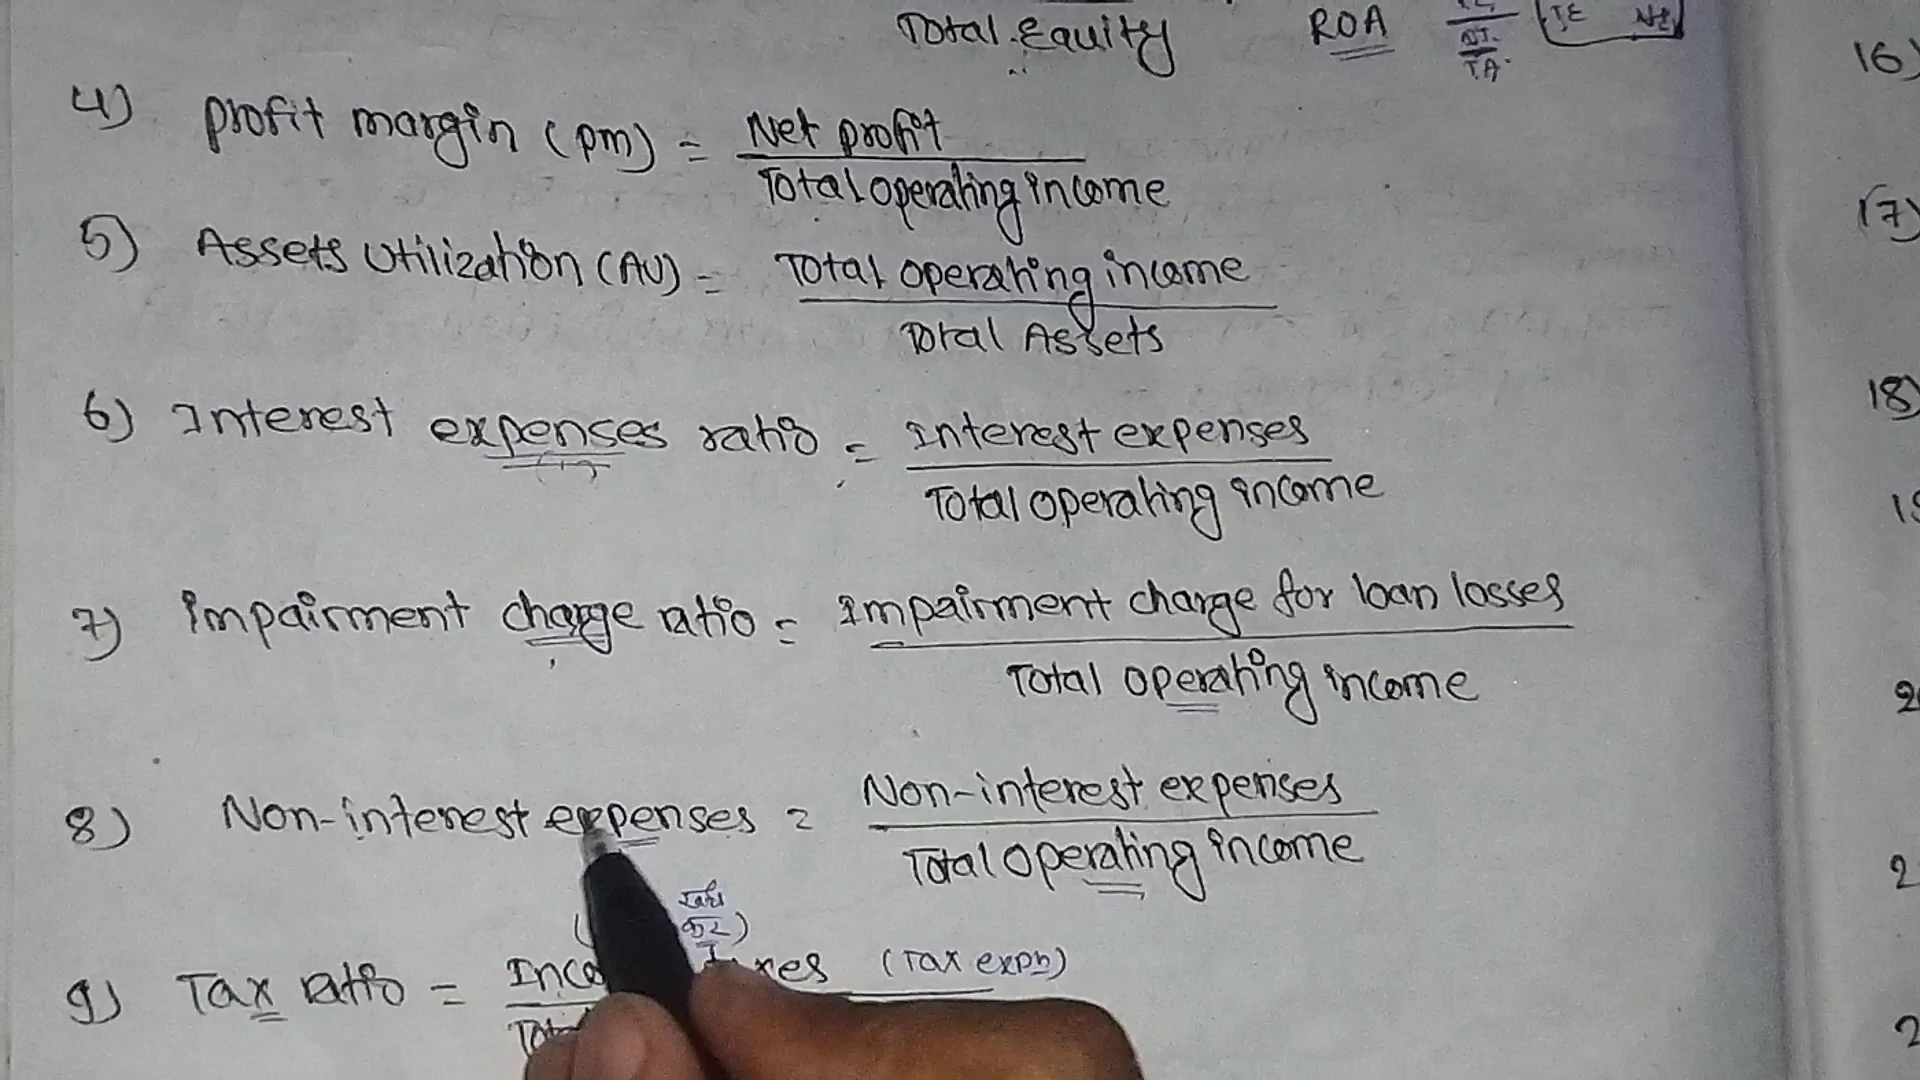 Total Equity ROA
TA
16)
4) profit margin (pm) = Net profit
Total operating income
17)
5) Assets Utilization (AU) = Total operating income
Total Assets
18)
6) Interest expenses ratio = Interest expenses
Total operating income
7) Impairment charge ratio = Impairment charge for loan losses
Total operating income
8) Non-interest expenses = Non-interest expenses
Total operating income
9) Tax ratio = (Tax expn)